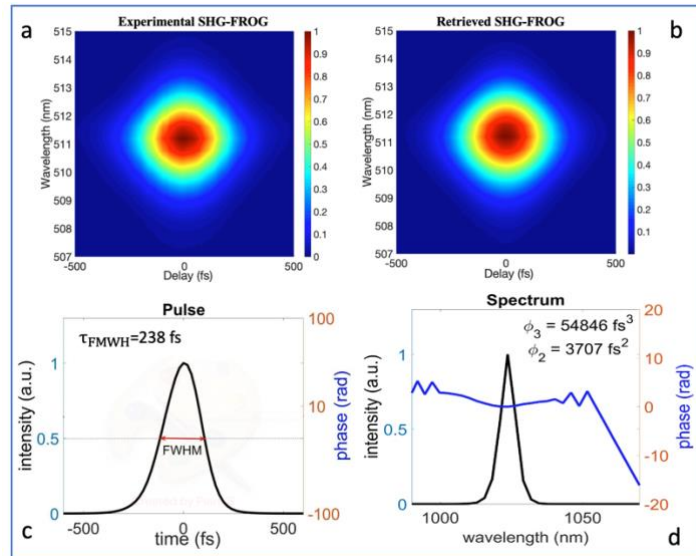 a
Experimental SHG-FROG
Wavelength (nm)
515
514
513
512
511
510
509
508
507
-500
0
500
Delay (fs)
1
0.9
0.8
0.7
0.6
0.5
0.4
0.3
0.2
0.1
0
b
Retrieved SHG-FROG
Wavelength (nm)
515
514
513
512
511
510
509
508
507
-500
0
500
Delay (fs)
1
0.9
0.8
0.7
0.6
0.5
0.4
0.3
0.2
0.1
Pulse
τFMWH=238 fs
intensity (a.u.)
1
0.5
0
FWHM
100
10
-100
phase (rad)
-500
0
500
time (fs)
c
Spectrum
ϕ3 = 54846 fs3
ϕ2 = 3707 fs2
intensity (a.u.)
1
0.5
0
20
10
0
-10
-20
phase (rad)
1000
1050
wavelength (nm)
d